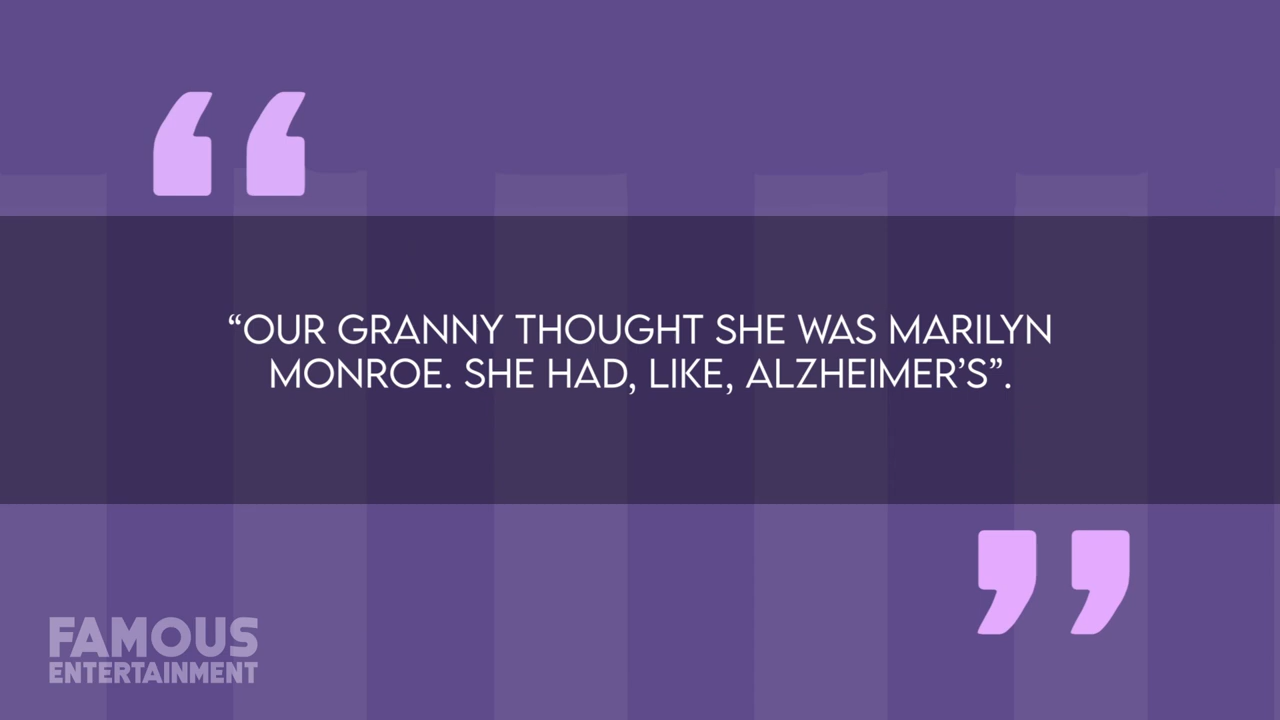 “OUR GRANNY THOUGHT SHE WAS MARILYN
MONROE. SHE HAD, LIKE, ALZHEIMER’S”.
FAMOUS
ENTERTAINMENT